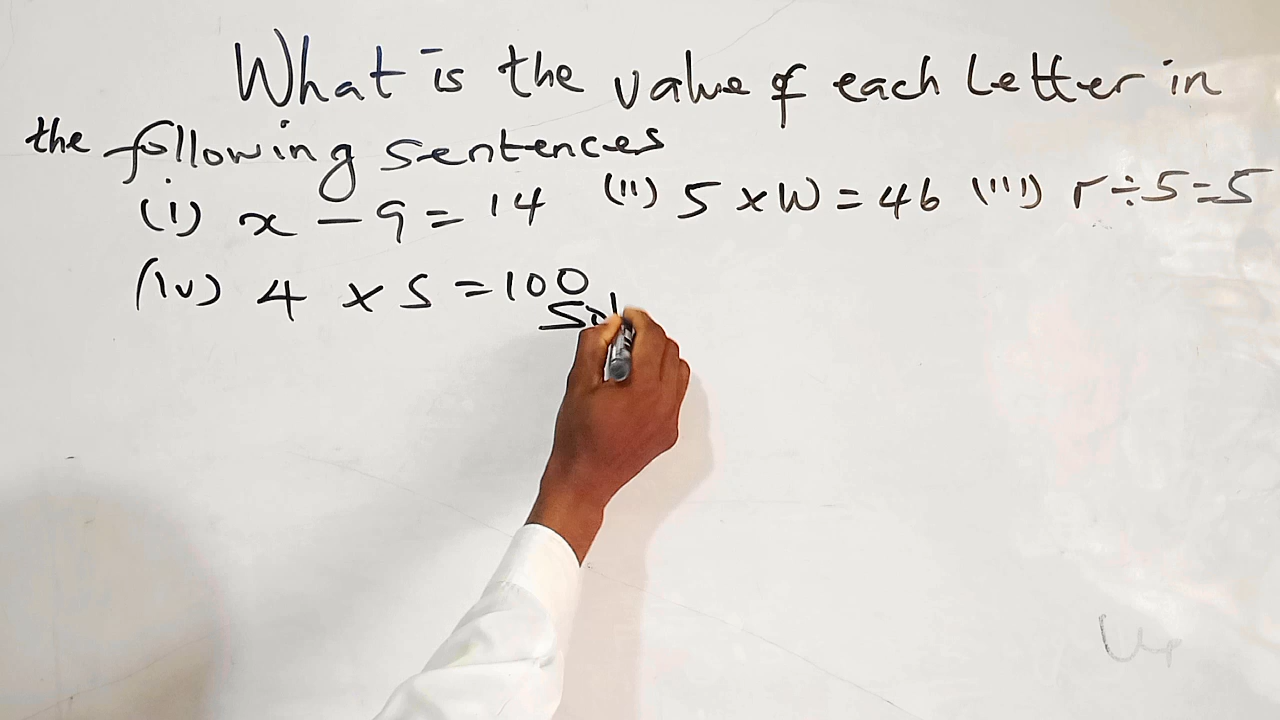 What is the value of each Letter in
the following sentences
(i) x - 9 = 14 (ii) 5 x W = 46 (iii) r ÷ 5 = 5
(iv) 4 x s = 100
Sol